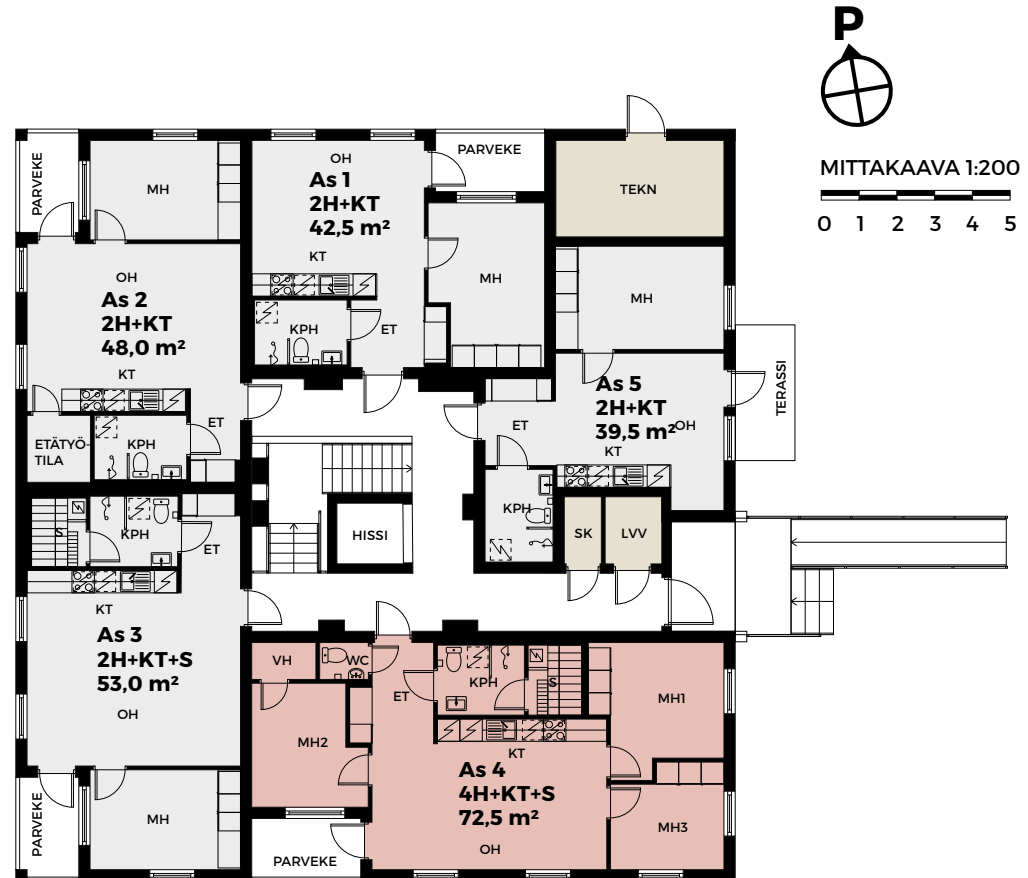 P
MITTAKAAVA 1:200
0 1 2 3 4 5
PARVEKE
MH
OH
As 1
2H+KT
42,5 m²
KT
PARVEKE
TEKN
MH
KPH
ET
OH
As 2
2H+KT
48,0 m²
KT
ET
ETÄTYÖ-
TILA
KPH
MH
As 5
2H+KT
39,5 m²
OH
KT
ET
KPH
TERASSI
SK
LVV
HISSI
S
KPH
ET
KT
As 3
2H+KT+S
53,0 m²
OH
PARVEKE
MH
VH
WC
ET
KPH
S
MH1
MH2
KT
As 4
4H+KT+S
72,5 m²
OH
MH3
PARVEKE